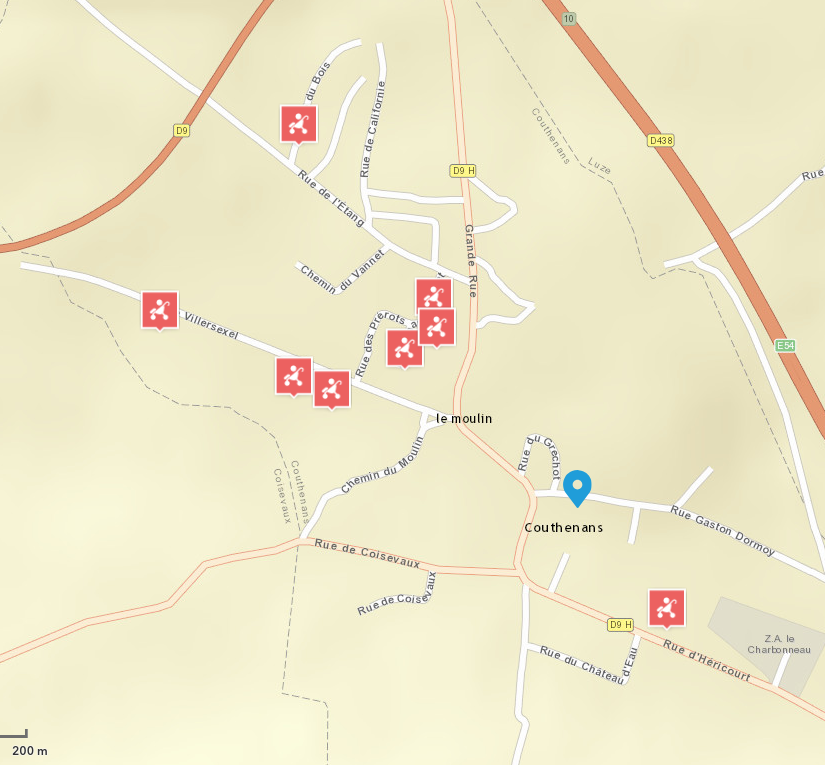 10
du Bois
D9
Rue de Californie
Couthenans
Luze
D438
D9 H
Rue
Rue de l'Étang
Grande Rue
Chemin du Vannet
Villersexel
Rue des Prérots
E54
le moulin
Rue du Grechot
Chemin du Moulin
Couthenans
Coisevaux
Couthenans
Rue Gaston Dormoy
Rue de Coisevaux
Rue de Coisevaux
D9 H
Z.A. le
Charbonneau
Rue d'Héricourt
Rue du Château
d'Eau
200 m